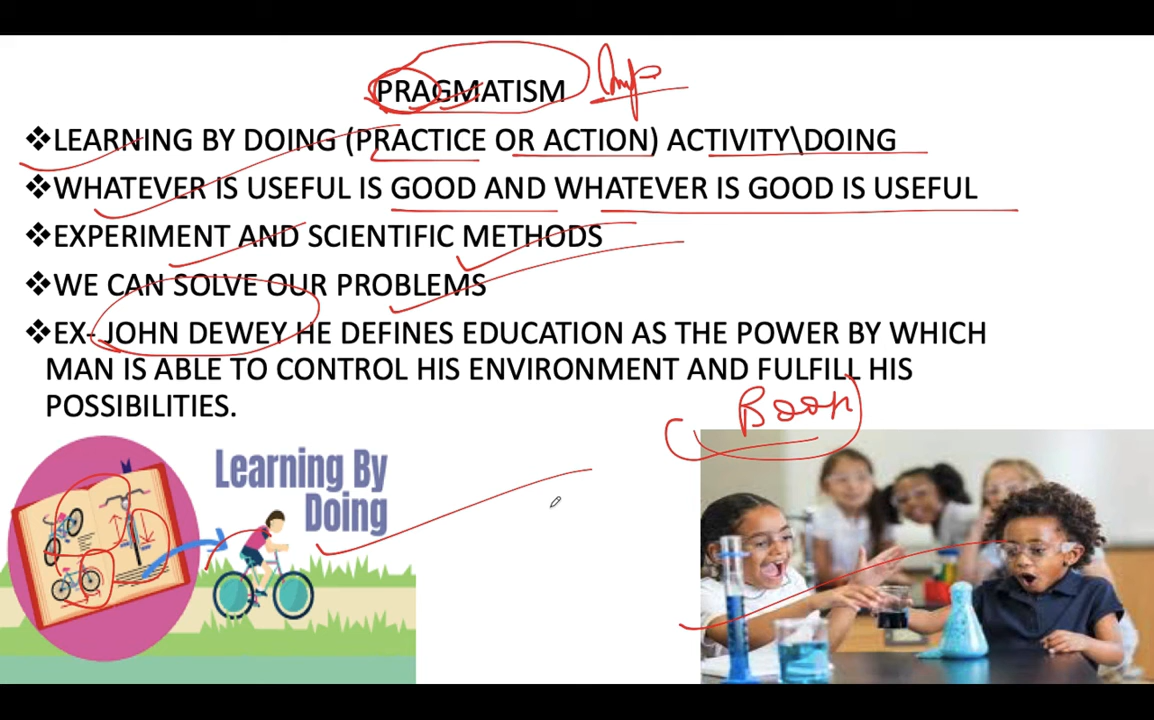 PRAGMATISM Imp
❖LEARNING BY DOING (PRACTICE OR ACTION) ACTIVITY\DOING
❖WHATEVER IS USEFUL IS GOOD AND WHATEVER IS GOOD IS USEFUL
❖EXPERIMENT AND SCIENTIFIC METHODS
❖WE CAN SOLVE OUR PROBLEMS
❖EX- JOHN DEWEY HE DEFINES EDUCATION AS THE POWER BY WHICH
MAN IS ABLE TO CONTROL HIS ENVIRONMENT AND FULFILL HIS
POSSIBILITIES.
Learning By
Doing